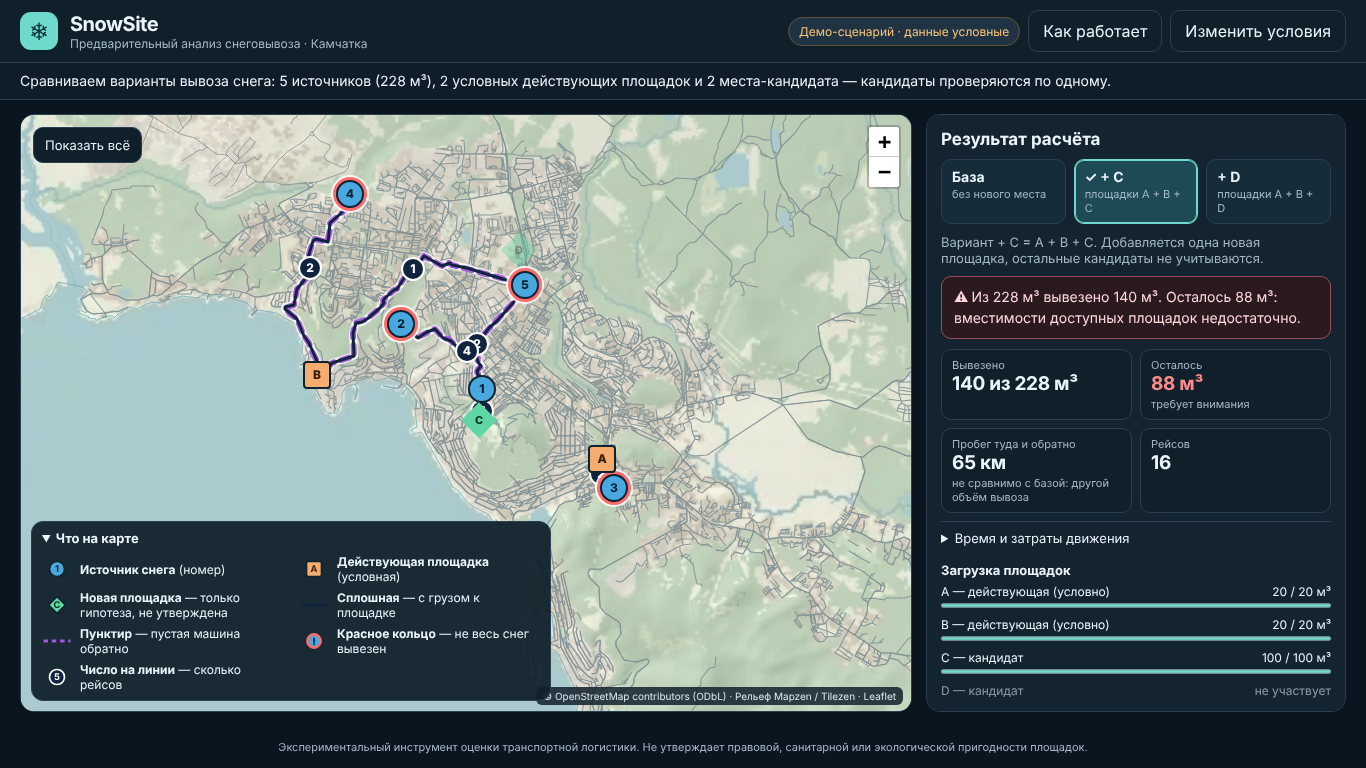 SnowSite
Предварительный анализ снеговывоза · Камчатка
Демо-сценарий · данные условные
Как работает
Изменить условия
Сравниваем варианты вывоза снега: 5 источников (228 м³), 2 условных действующих площадок и 2 места-кандидата — кандидаты проверяются по одному.
Показать всё
+
−
4
D
2
1
5
2
2
4
B
1
C
A
3
▼ Что на карте
1 Источник снега (номер)
A Действующая площадка
(условная)
C Новая площадка — только
гипотеза, не утверждена
Сплошная — с грузом к
площадке
Пунктир — пустая машина
обратно
! Красное кольцо — не весь снег
вывезен
5 Число на линии — сколько
рейсов
© OpenStreetMap contributors (ODbL) · Рельеф Mapzen / Tilezen · Leaflet
Результат расчёта
База
без нового места
✓ + C
площадки A + B +
C
+ D
площадки A + B +
D
Вариант + C = A + B + C. Добавляется одна новая
площадка, остальные кандидаты не учитываются.
⚠ Из 228 м³ вывезено 140 м³. Осталось 88 м³:
вместимости доступных площадок недостаточно.
Вывезено
140 из 228 м³
Осталось
88 м³
требует внимания
Пробег туда и обратно
65 км
не сравнимо с базой: другой
объём вывоза
Рейсов
16
▶ Время и затраты движения
Загрузка площадок
A — действующая (условно) 20 / 20 м³
B — действующая (условно) 20 / 20 м³
C — кандидат 100 / 100 м³
D — кандидат не участвует
Экспериментальный инструмент оценки транспортной логистики. Не утверждает правовой, санитарной или экологической пригодности площадок.